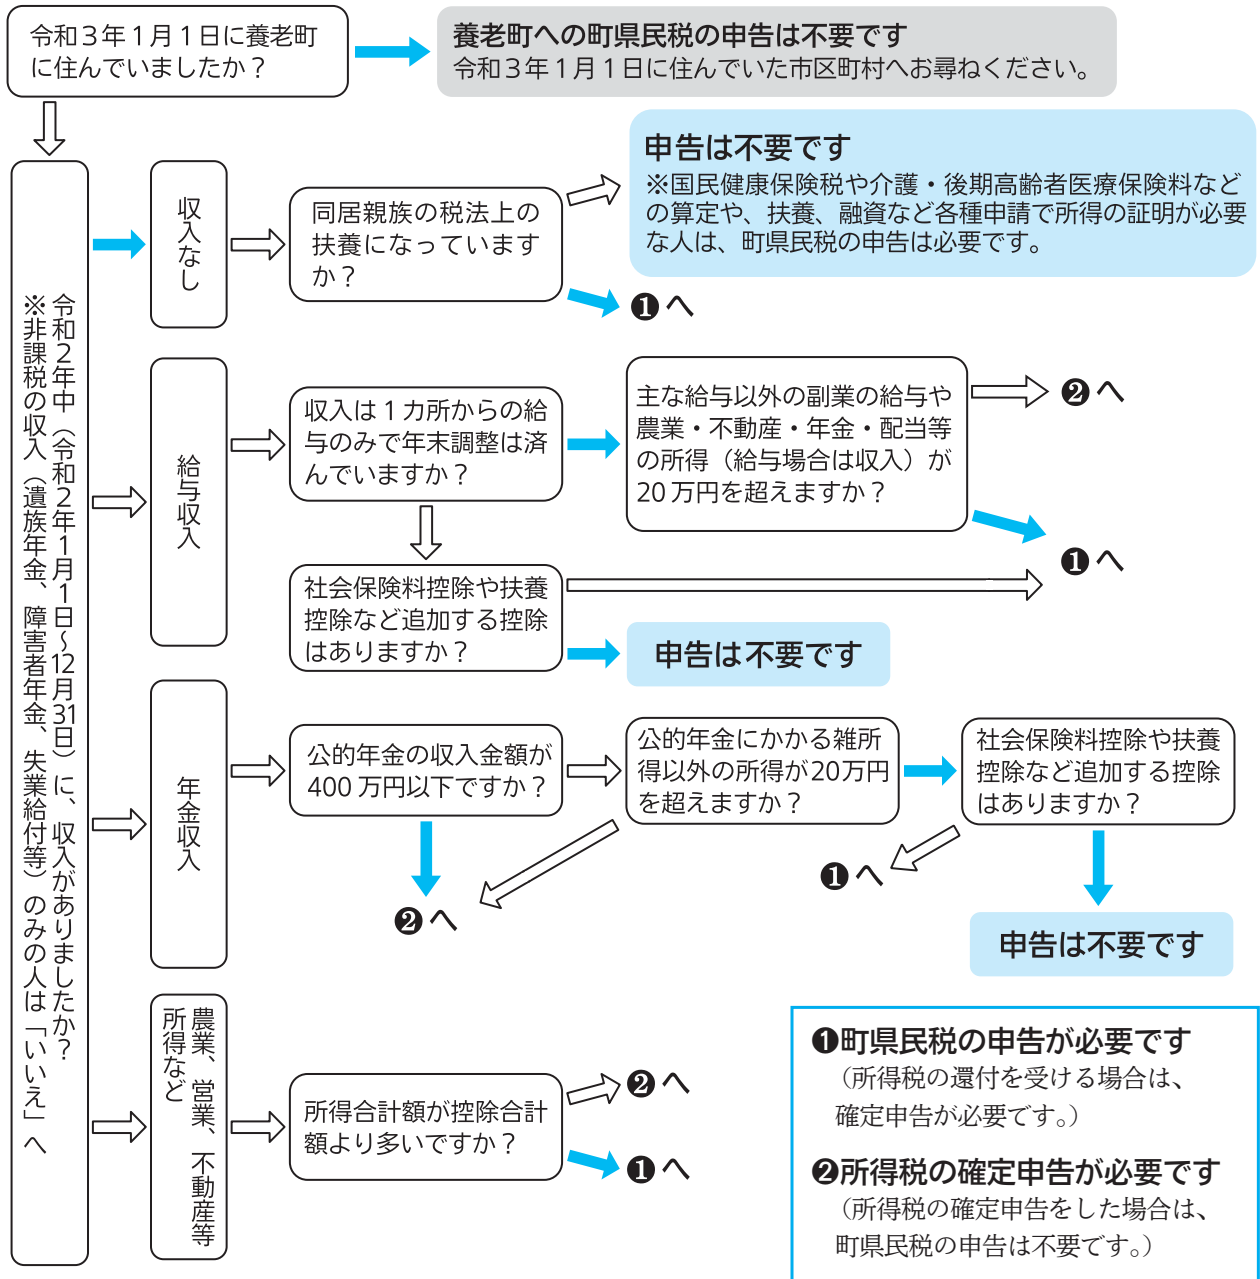 令和３年１月１日に養老町
に住んでいましたか？
養老町への町県民税の申告は不要です
令和３年１月１日に住んでいた市区町村へお尋ねください。
令和２年中（令和２年１月１日～12月31日）に、収入がありましたか？
※非課税の収入（遺族年金、障害者年金、失業給付等）のみの人は「いいえ」へ
収入なし
同居親族の税法上の
扶養になっています
か？
申告は不要です
※国民健康保険税や介護・後期高齢者医療保険料など
の算定や、扶養、融資など各種申請で所得の証明が必要
な人は、町県民税の申告は必要です。
❶へ
給与収入
収入は１カ所からの給
与のみで年末調整は済
んでいますか？
主な給与以外の副業の給与や
農業・不動産・年金・配当等
の所得（給与場合は収入）が
20万円を超えますか？
❷へ
❶へ
社会保険料控除や扶養
控除など追加する控除
はありますか？
申告は不要です
年金収入
公的年金の収入金額が
400万円以下ですか？
公的年金にかかる雑所
得以外の所得が20万円
を超えますか？
社会保険料控除や扶養
控除など追加する控除
はありますか？
❷へ
❶へ
申告は不要です
農業、営業、不動産等
所得など
所得合計額が控除合計
額より多いですか？
❷へ
❶へ
❶町県民税の申告が必要です
（所得税の還付を受ける場合は、
確定申告が必要です。）
❷所得税の確定申告が必要です
（所得税の確定申告をした場合は、
町県民税の申告は不要です。）